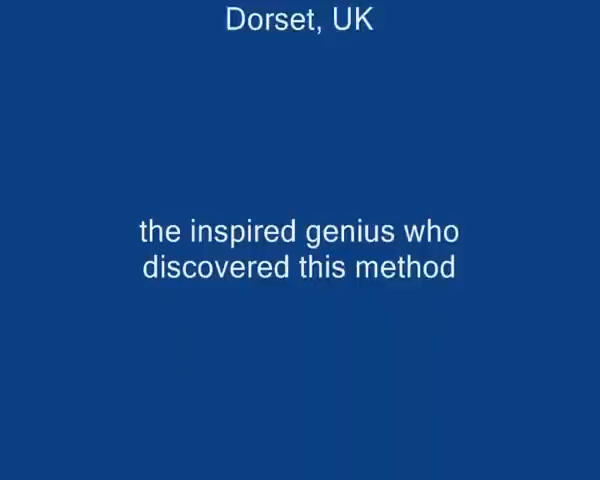 Dorset, UK
the inspired genius who
discovered this method